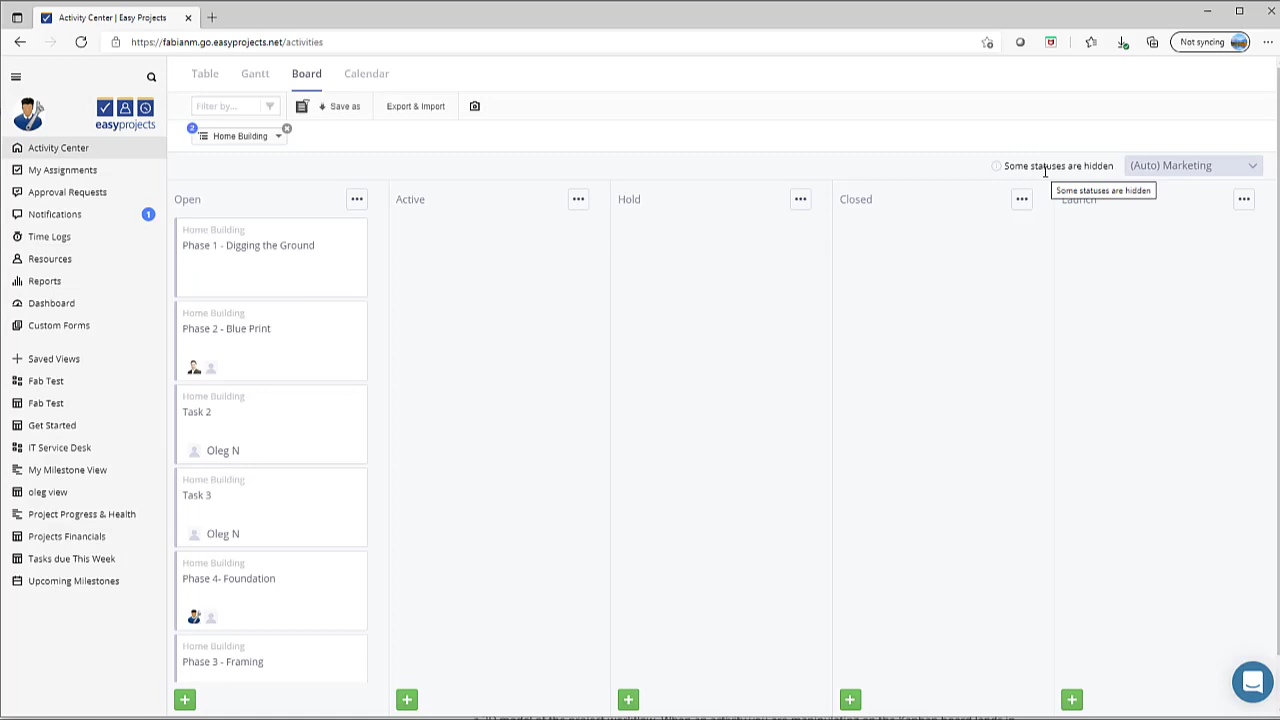 Activity Center | Easy Projects
https://fabianm.go.easyprojects.net/activities
Not syncing
easyprojects
Activity Center
My Assignments
Approval Requests
Notifications
1
Time Logs
Resources
Reports
Dashboard
Custom Forms
Saved Views
Fab Test
Fab Test
Get Started
IT Service Desk
My Milestone View
oleg view
Project Progress & Health
Projects Financials
Tasks due This Week
Upcoming Milestones
Table
Gantt
Board
Calendar
Filter by...
Save as
Export & Import
2
Home Building
Some statuses are hidden
(Auto) Marketing
Some statuses are hidden
Open
Active
Hold
Closed
Launch
Home Building
Phase 1 - Digging the Ground
Home Building
Phase 2 - Blue Print
Home Building
Task 2
Oleg N
Home Building
Task 3
Oleg N
Home Building
Phase 4- Foundation
Home Building
Phase 3 - Framing